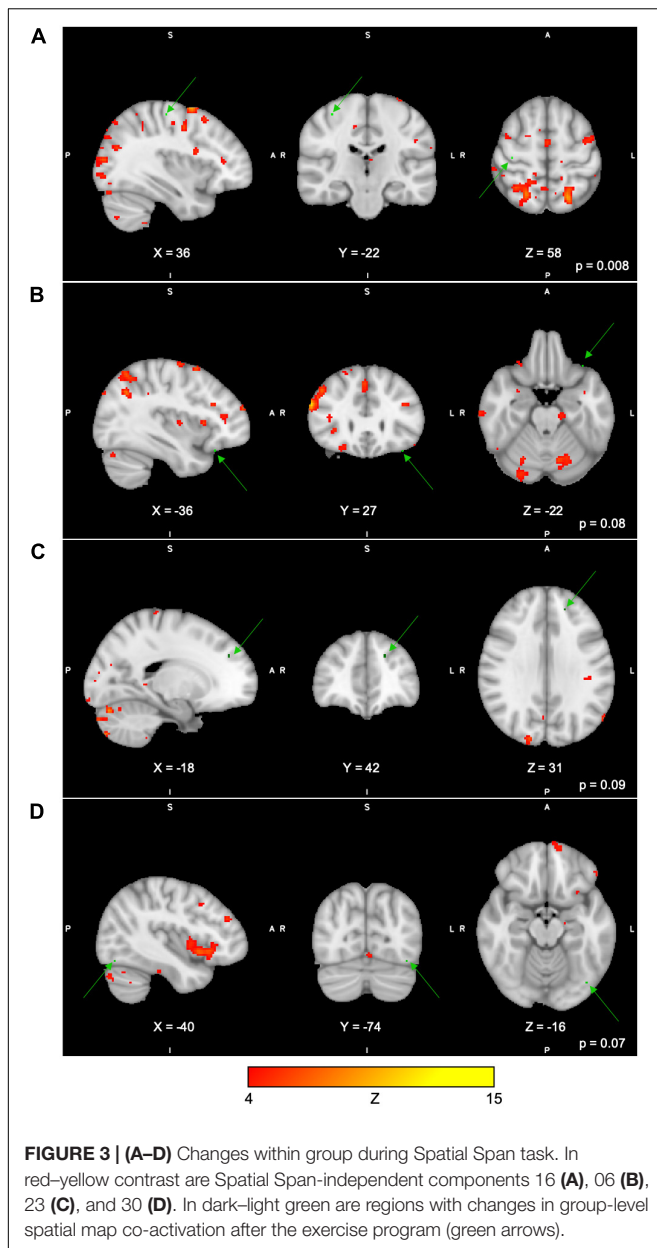 A
S S A
P A R L R L
X = 36 Y = -22 Z = 58
I P
p = 0.008
B
S S A
P A R L R L
X = -36 Y = 27 Z = -22
I I P
p = 0.08
C
S S A
P A R L R L
X = -18 Y = 42 Z = 31
I I P
p = 0.09
D
S S A
P A R L R L
X = -40 Y = -74 Z = -16
I I P
p = 0.07
4 Z 15
FIGURE 3 | (A–D) Changes within group during Spatial Span task. In
red–yellow contrast are Spatial Span-independent components 16 (A), 06 (B),
23 (C), and 30 (D). In dark–light green are regions with changes in group-level
spatial map co-activation after the exercise program (green arrows).